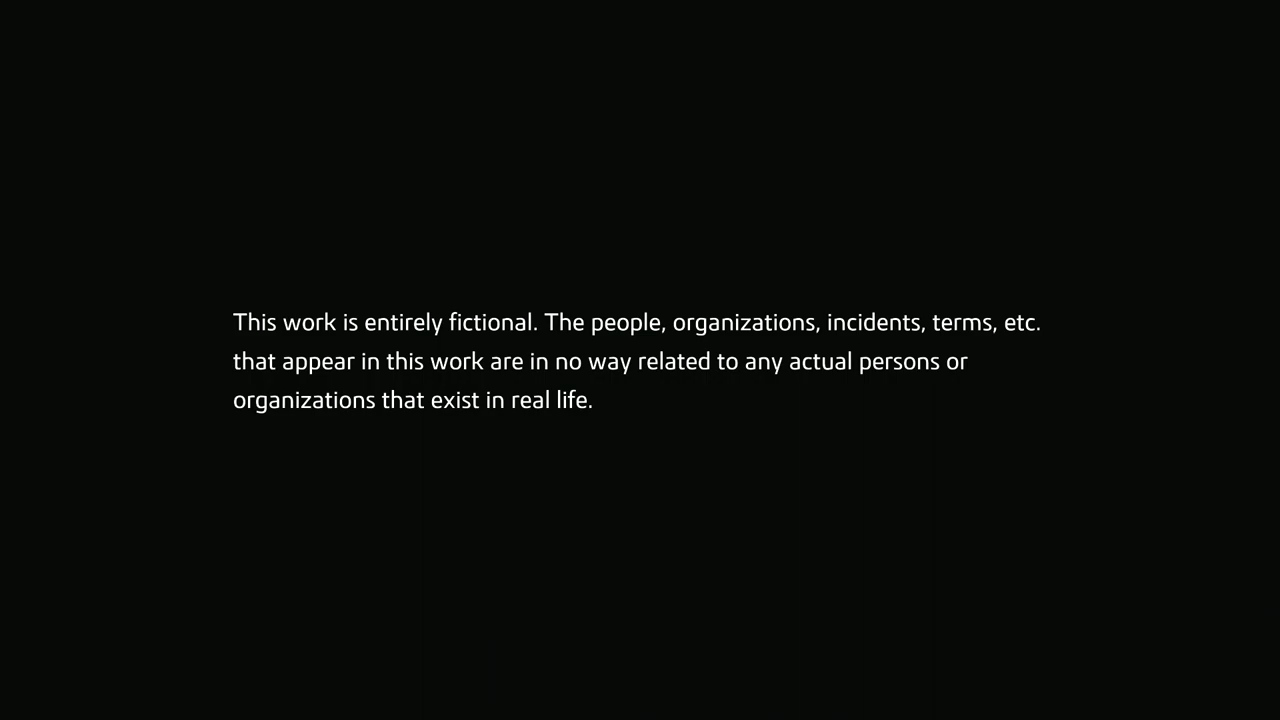 This work is entirely fictional. The people, organizations, incidents, terms, etc.
that appear in this work are in no way related to any actual persons or
organizations that exist in real life.